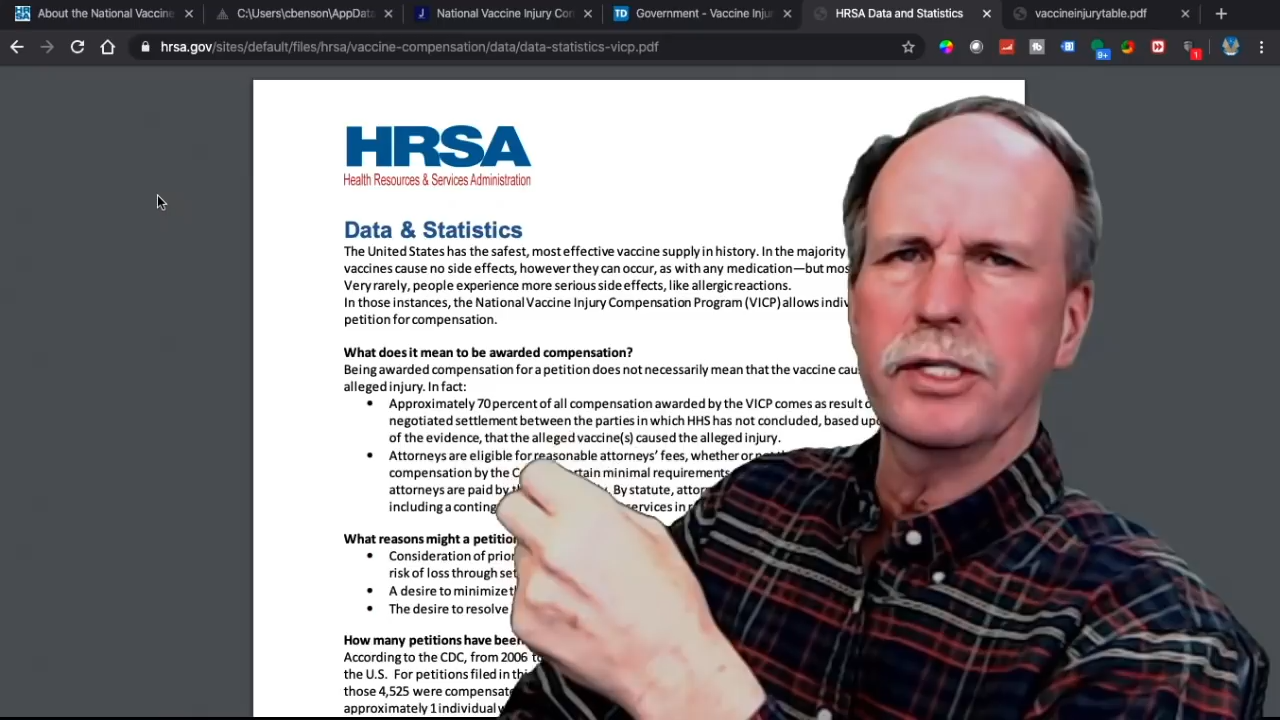 About the National Vaccine
C:\Users\cbenson\AppData
National Vaccine Injury Con
Government - Vaccine Injur
HRSA Data and Statistics
vaccineinjurytable.pdf
hrsa.gov/sites/default/files/hrsa/vaccine-compensation/data/data-statistics-vicp.pdf
9+
1
HRSA
Health Resources & Services Administration
Data & Statistics
The United States has the safest, most effective vaccine supply in history. In the majority
vaccines cause no side effects, however they can occur, as with any medication—but mos
Very rarely, people experience more serious side effects, like allergic reactions.
In those instances, the National Vaccine Injury Compensation Program (VICP) allows indiv
petition for compensation.
What does it mean to be awarded compensation?
Being awarded compensation for a petition does not necessarily mean that the vaccine cau
alleged injury. In fact:
• Approximately 70 percent of all compensation awarded by the VICP comes as result o
negotiated settlement between the parties in which HHS has not concluded, based upo
of the evidence, that the alleged vaccine(s) caused the alleged injury.
• Attorneys are eligible for reasonable attorneys' fees, whether or not
compensation by the minimal requirements
attorneys are paid by By statute,
including a services in
What reasons might a petition
• Consideration of prior
risk of loss through
• A desire to minimize
• The desire to resolve
How many petitions have been
According to the CDC, from 2006 to
the U.S. For petitions filed in this
those 4,525 were compensate
approximately 1 individual